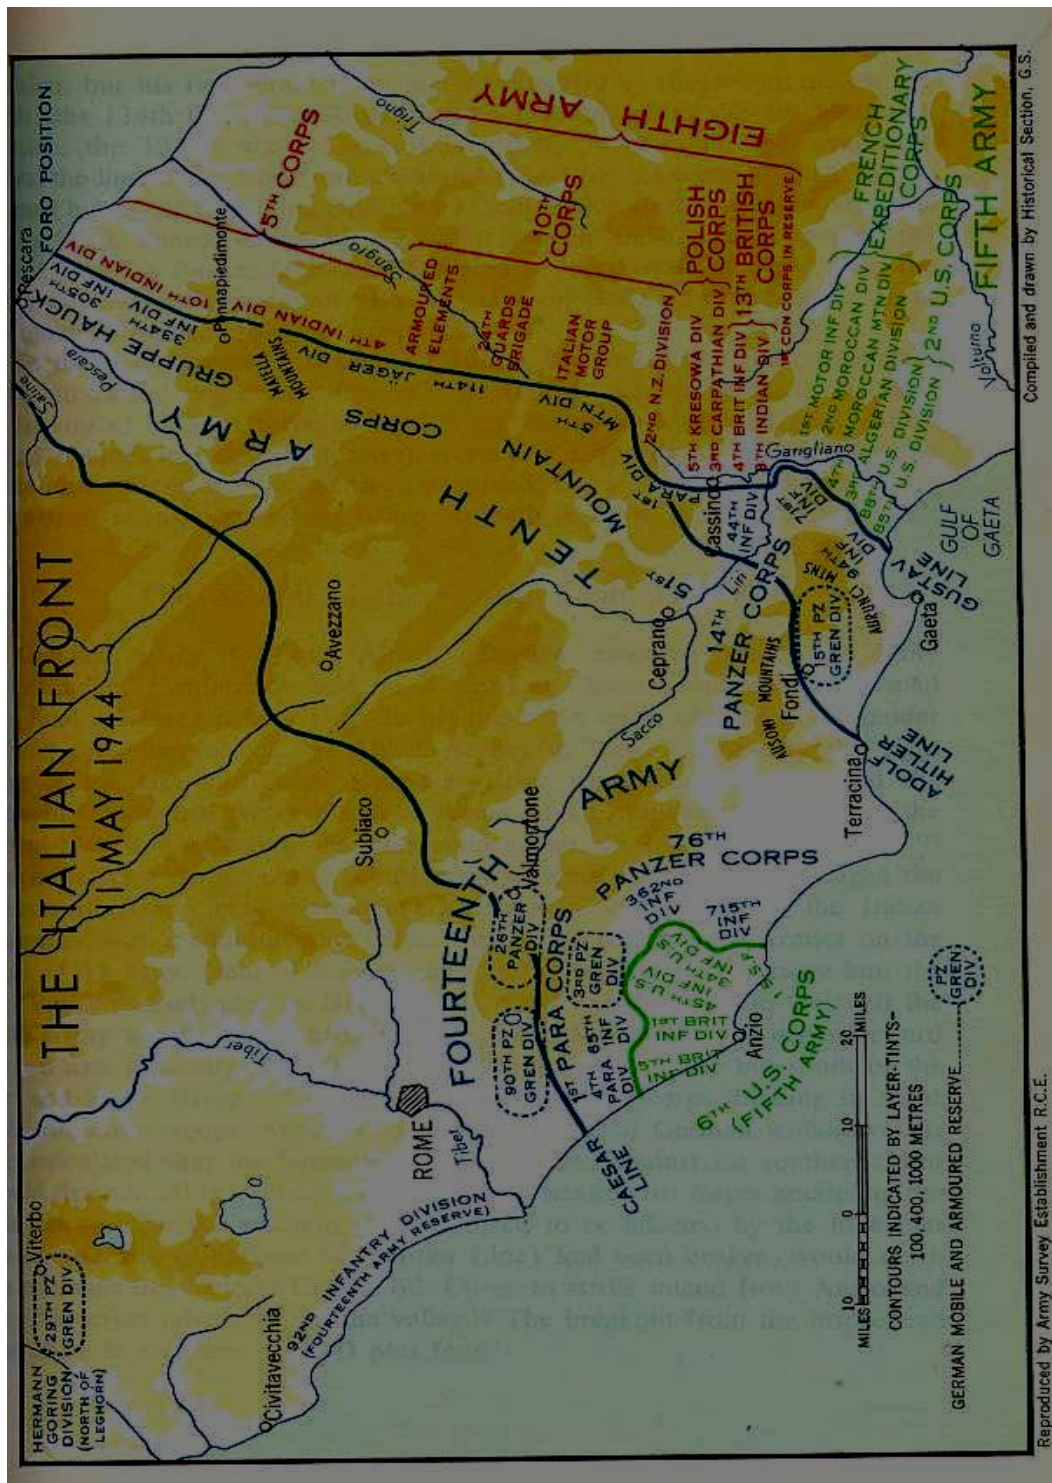 THE ITALIAN FRONT
11 MAY 1944
HERMANN
GORING
DIVISION
(NORTH OF
LEGHORN)
29TH PZ
GREN DIV
Viterbo
Civitavecchia
92ND INFANTRY DIVISION
(FOURTEENTH ARMY RESERVE)
Tiber
ROME
Tiber
CAESAR
LINE
FOURTEENTH
ARMY
90TH PZ
GREN DIV
26TH
PANZER
DIV
Valmontone
1ST PARA CORPS
4TH
PARA
DIV
65TH
INF
DIV
3RD PZ
GREN
DIV
362ND
INF
DIV
715TH
INF
DIV
76TH
PANZER CORPS
5TH BRIT
INF DIV
1ST BRIT
INF DIV
45TH U.S.
INF DIV
34TH U.S.
INF DIV
1 S S F
Anzio
6TH U.S. CORPS
(FIFTH ARMY)
Subiaco
Avezzano
Sacco
Ceprano
Liri
Terracina
ADOLF
HITLER
LINE
Fondi
AUSONI MOUNTAINS
14TH
PANZER CORPS
15TH PZ
GREN DIV
AURUNCI MTNS
Gaeta
GUSTAV
LINE
GULF
OF
GAETA
94TH
INF
DIV
71ST
INF
DIV
44TH
INF DIV
Cassino
1ST
PARA DIV
TENTH
ARMY
51ST MOUNTAIN CORPS
5TH
MTN DIV
114TH JÄGER DIV
MAIELLA
MOUNTAINS
ARMY GRUPPE HAUCK
334TH
INF DIV
305TH
INF DIV
Saline
Pescara
Pescara
FORO POSITION
Pennapiedimonte
10TH INDIAN DIV
4TH INDIAN DIV
5TH CORPS
Sangro
Trigno
ARMOURED
ELEMENTS
24TH
GUARDS
BRIGADE
ITALIAN
MOTOR
GROUP
2ND N.Z. DIVISION
10TH
CORPS
EIGHTH
ARMY
5TH KRESOWA DIV
3RD CARPATHIAN DIV
POLISH
CORPS
4TH BRIT INF DIV
8TH INDIAN DIV
13TH BRITISH
CORPS
1ST CDN CORPS IN RESERVE
Garigliano
1ST MOTOR INF DIV
2ND MOROCCAN DIV
4TH MOROCCAN MTN DIV
3RD ALGERIAN DIVISION
FRENCH
EXPEDITIONARY
CORPS
88TH U.S. DIVISION
85TH U.S. DIVISION
2ND U.S. CORPS
FIFTH ARMY
Volturno
MILES 10 0 10 20 MILES
CONTOURS INDICATED BY LAYER-TINTS–
100, 400, 1000 METRES
GERMAN MOBILE AND ARMOURED RESERVE
PZ
GREN
DIV
Reproduced by Army Survey Establishment R.C.E.
Compiled and drawn by Historical Section, G.S.